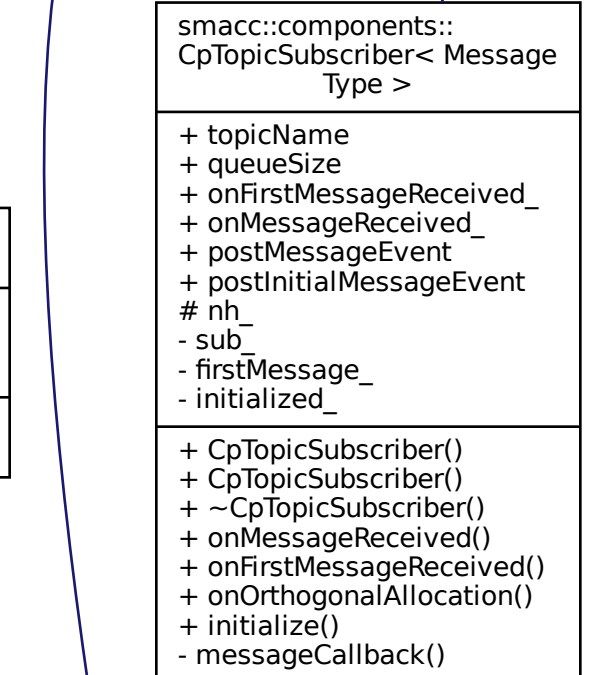 smacc::components::
CpTopicSubscriber< Message
Type >
+ topicName
+ queueSize
+ onFirstMessageReceived_
+ onMessageReceived_
+ postMessageEvent
+ postInitialMessageEvent
# nh_
- sub_
- firstMessage_
- initialized_
+ CpTopicSubscriber()
+ CpTopicSubscriber()
+ ~CpTopicSubscriber()
+ onMessageReceived()
+ onFirstMessageReceived()
+ onOrthogonalAllocation()
+ initialize()
- messageCallback()